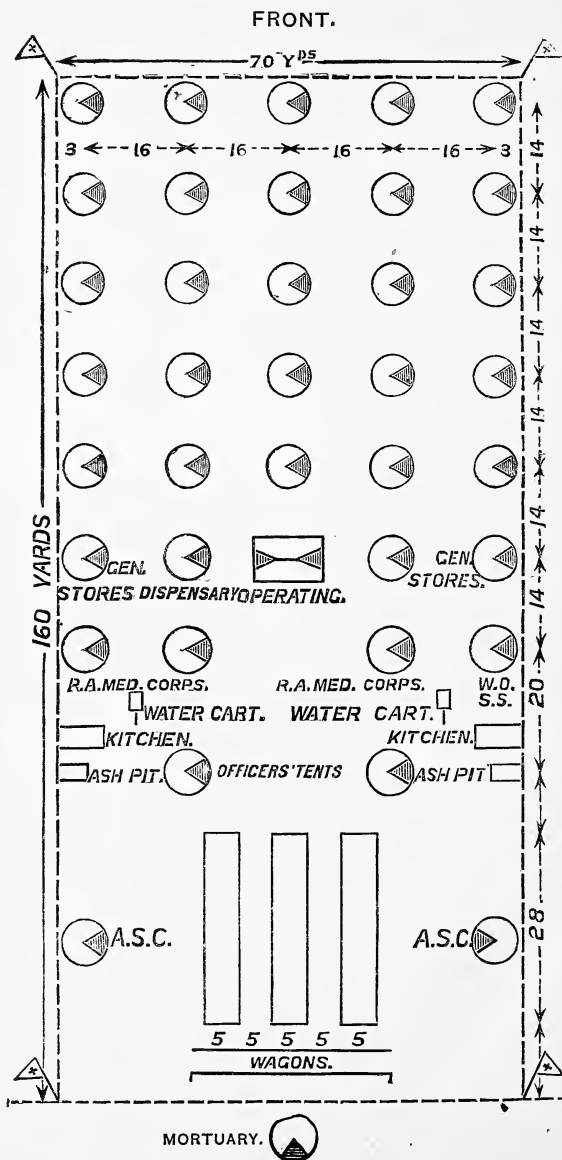 FRONT.
70 Yds
3 16 16 16 16 3
14
14
14
14
14
14
160 YARDS
GEN. GEN.
STORES DISPENSARY OPERATING. STORES.
R.A.MED. CORPS. R.A.MED. CORPS. W.O.
S.S.
20
WATER CART. WATER CART.
KITCHEN. KITCHEN.
ASH PIT. OFFICERS' TENTS ASH PIT
28
A.S.C. A.S.C.
5 5 5 5 5
WAGONS.
MORTUARY.